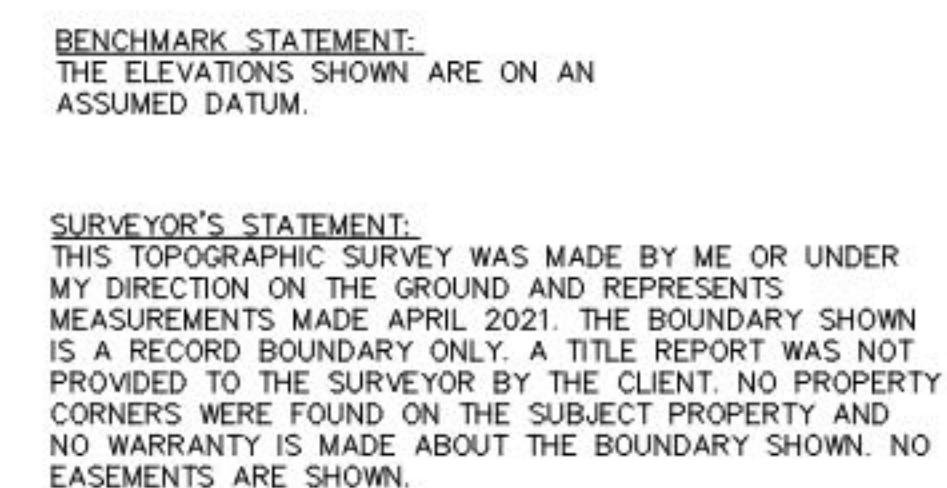 BENCHMARK STATEMENT:
THE ELEVATIONS SHOWN ARE ON AN
ASSUMED DATUM.
SURVEYOR'S STATEMENT:
THIS TOPOGRAPHIC SURVEY WAS MADE BY ME OR UNDER
MY DIRECTION ON THE GROUND AND REPRESENTS
MEASUREMENTS MADE APRIL 2021. THE BOUNDARY SHOWN
IS A RECORD BOUNDARY ONLY. A TITLE REPORT WAS NOT
PROVIDED TO THE SURVEYOR BY THE CLIENT. NO PROPERTY
CORNERS WERE FOUND ON THE SUBJECT PROPERTY AND
NO WARRANTY IS MADE ABOUT THE BOUNDARY SHOWN. NO
EASEMENTS ARE SHOWN.